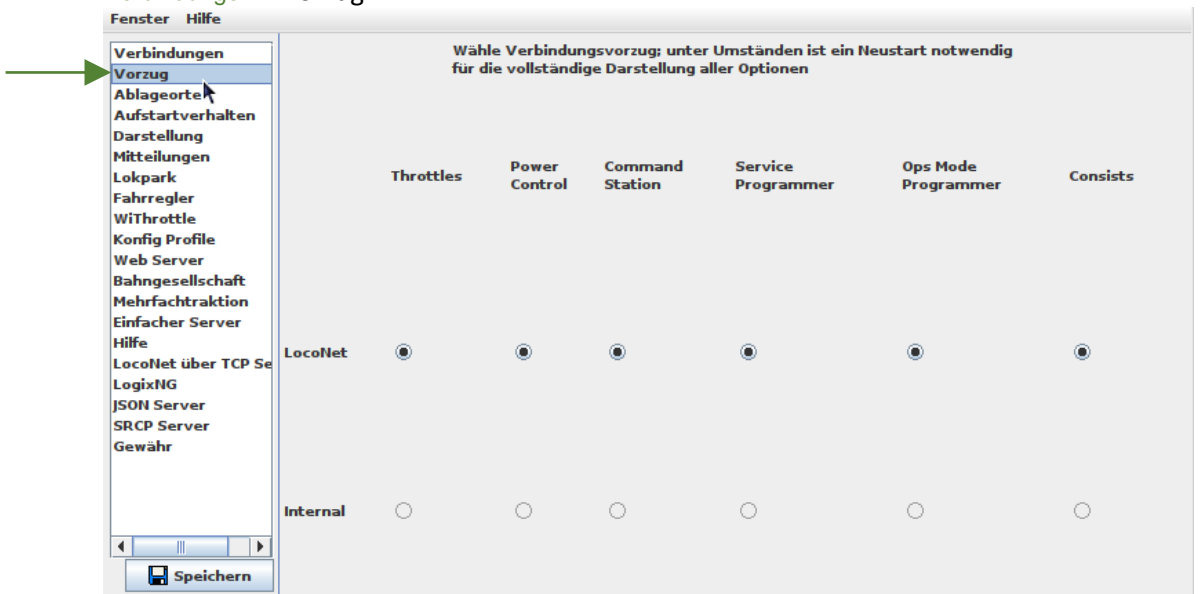 Fenster Hilfe
Verbindungen
Vorzug
Ablageorte
Aufstartverhalten
Darstellung
Mitteilungen
Lokpark
Fahrregler
WiThrottle
Konfig Profile
Web Server
Bahngesellschaft
Mehrfachtraktion
Einfacher Server
Hilfe
LocoNet über TCP Se
LogixNG
JSON Server
SRCP Server
Gewähr
Speichern
Wähle Verbindungsvorzug; unter Umständen ist ein Neustart notwendig
für die vollständige Darstellung aller Optionen
Throttles
Power
Control
Command
Station
Service
Programmer
Ops Mode
Programmer
Consists
LocoNet
Internal